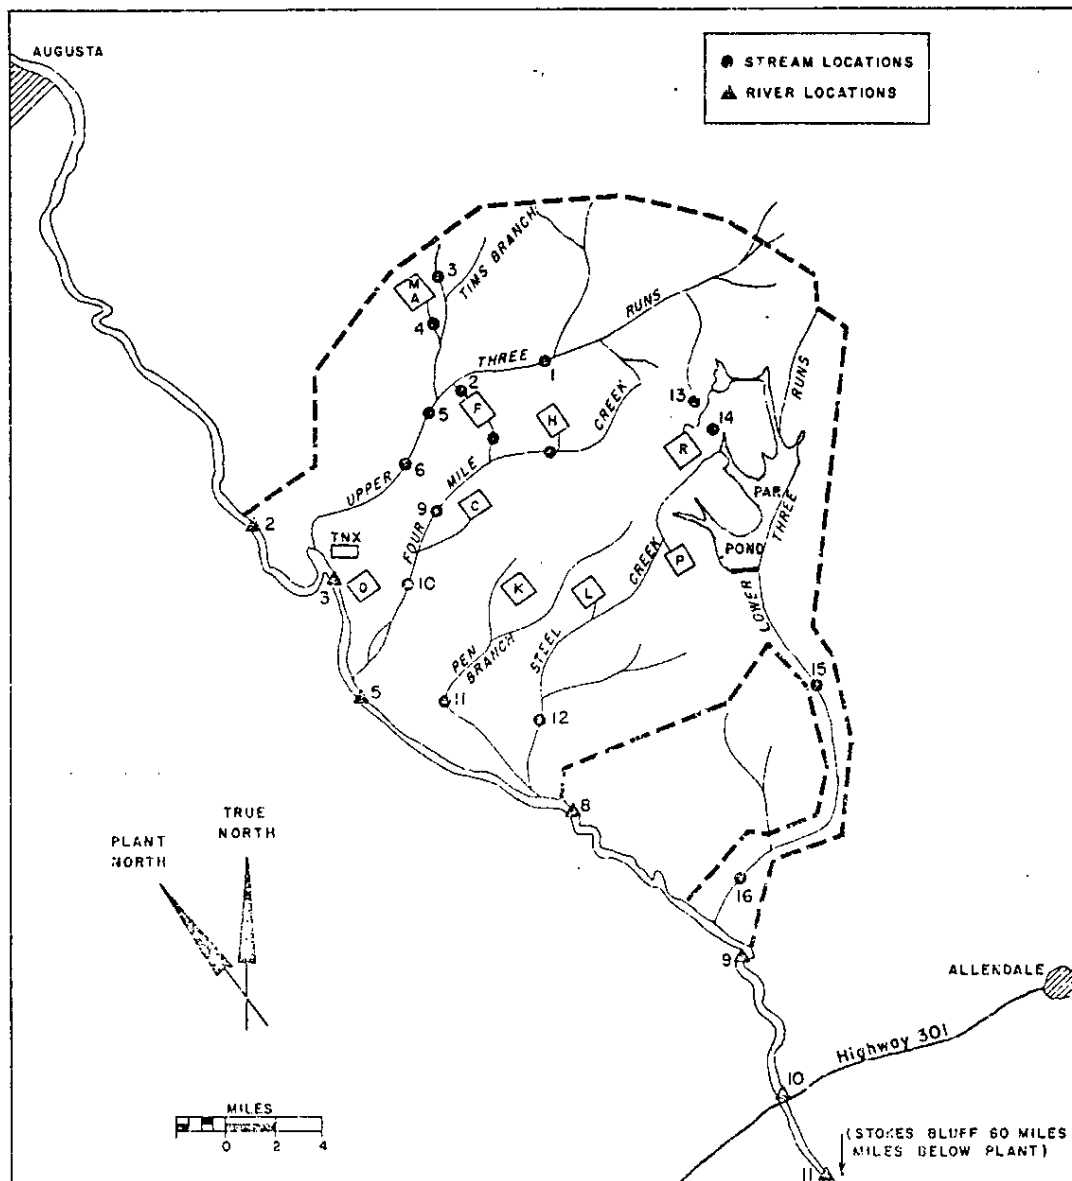 AUGUSTA
STREAM LOCATIONS
RIVER LOCATIONS
TIMS BRANCH
3
M
A
4
RUNS
THREE
2
5
F
1
H
CREEK
13
14
RUNS
R
6
UPPER
MILE
9
C
PAR
THREE
2
TNX
FOUR
POND
P
CREEK
3
D
10
K
L
LOWER
PEN
BRANCH
STEEL
5
11
12
15
8
TRUE
NORTH
PLANT
NORTH
16
9
ALLENDALE
Highway 301
10
MILES
0 2 4
(STOKES BLUFF 60 MILES
MILES BELOW PLANT)
11